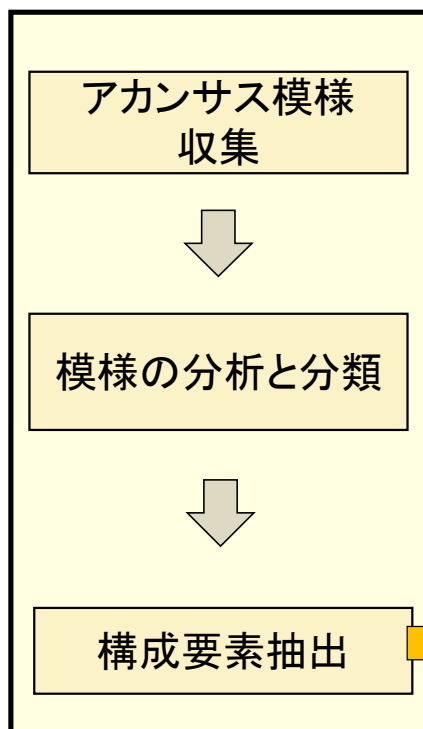 アカンサス模様
収集
模様の分析と分類
構成要素抽出